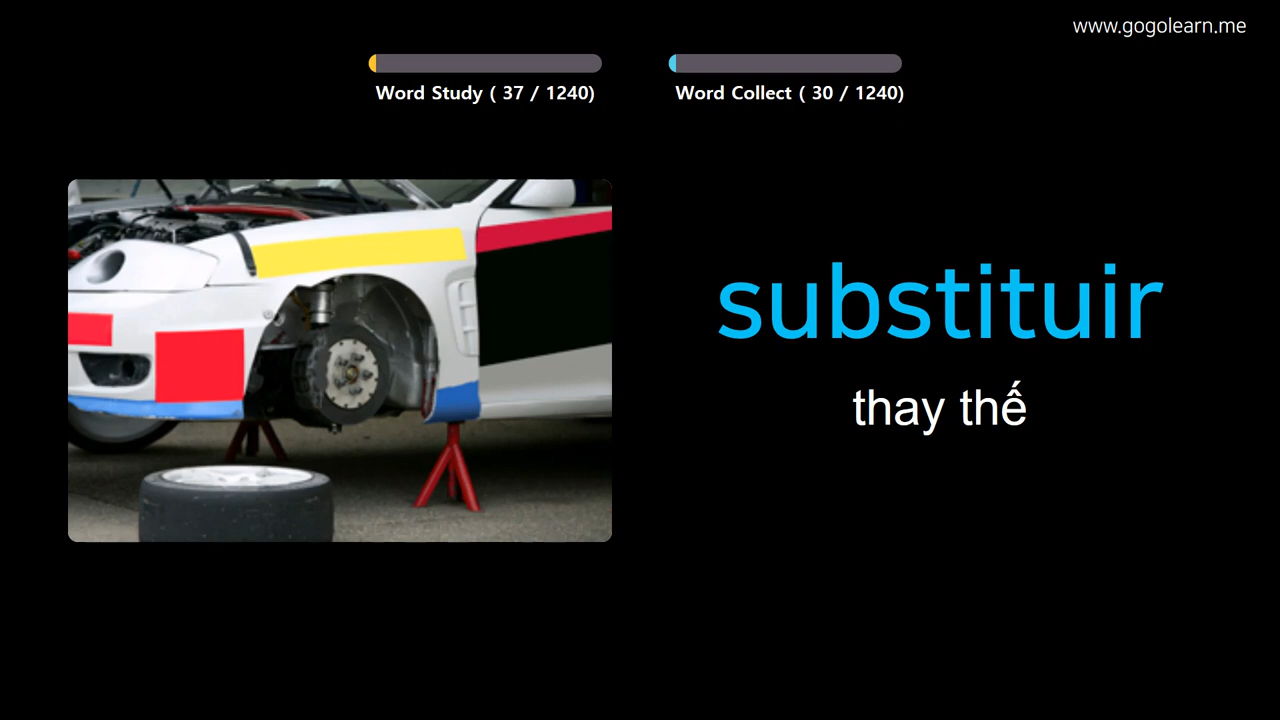 www.gogolearn.me
Word Study ( 37 / 1240)
Word Collect ( 30 / 1240)
substituir
thay thế